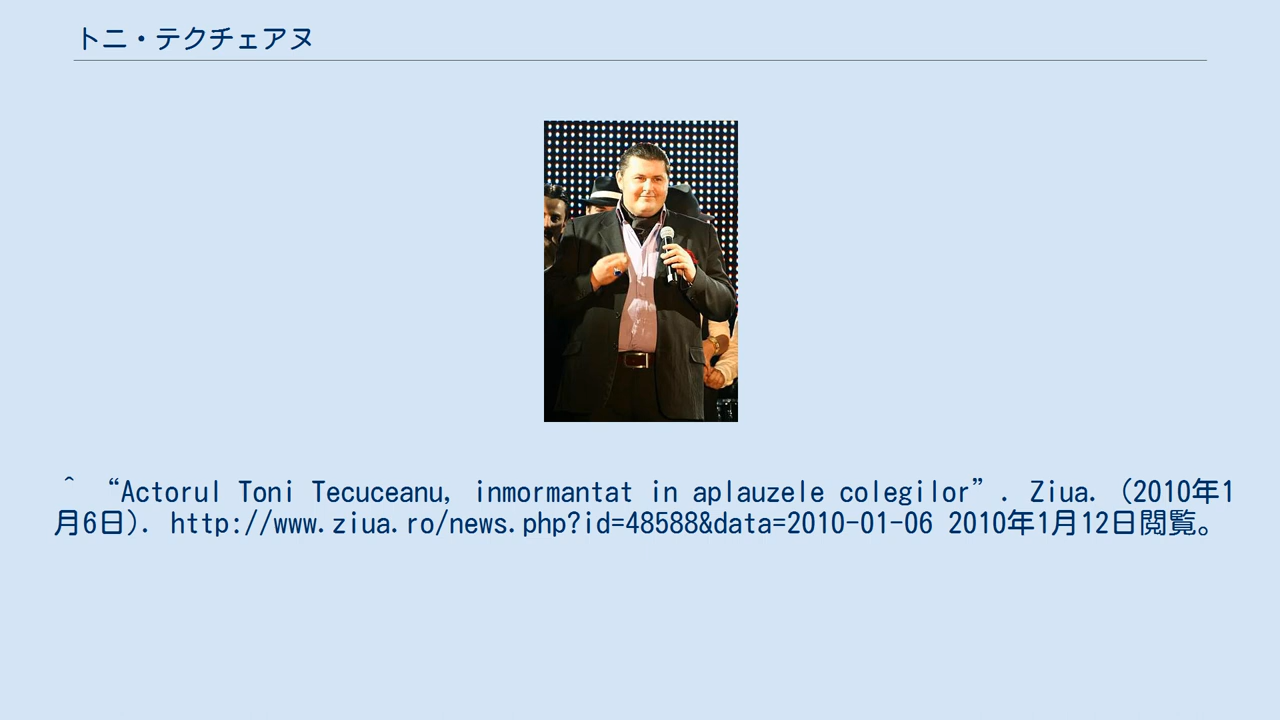 トニ・テクチェアヌ
^ “Actorul Toni Tecuceanu, inmormantat in aplauzele colegilor”. Ziua. (2010年1
月6日). http://www.ziua.ro/news.php?id=48588&data=2010-01-06 2010年1月12日閲覧。